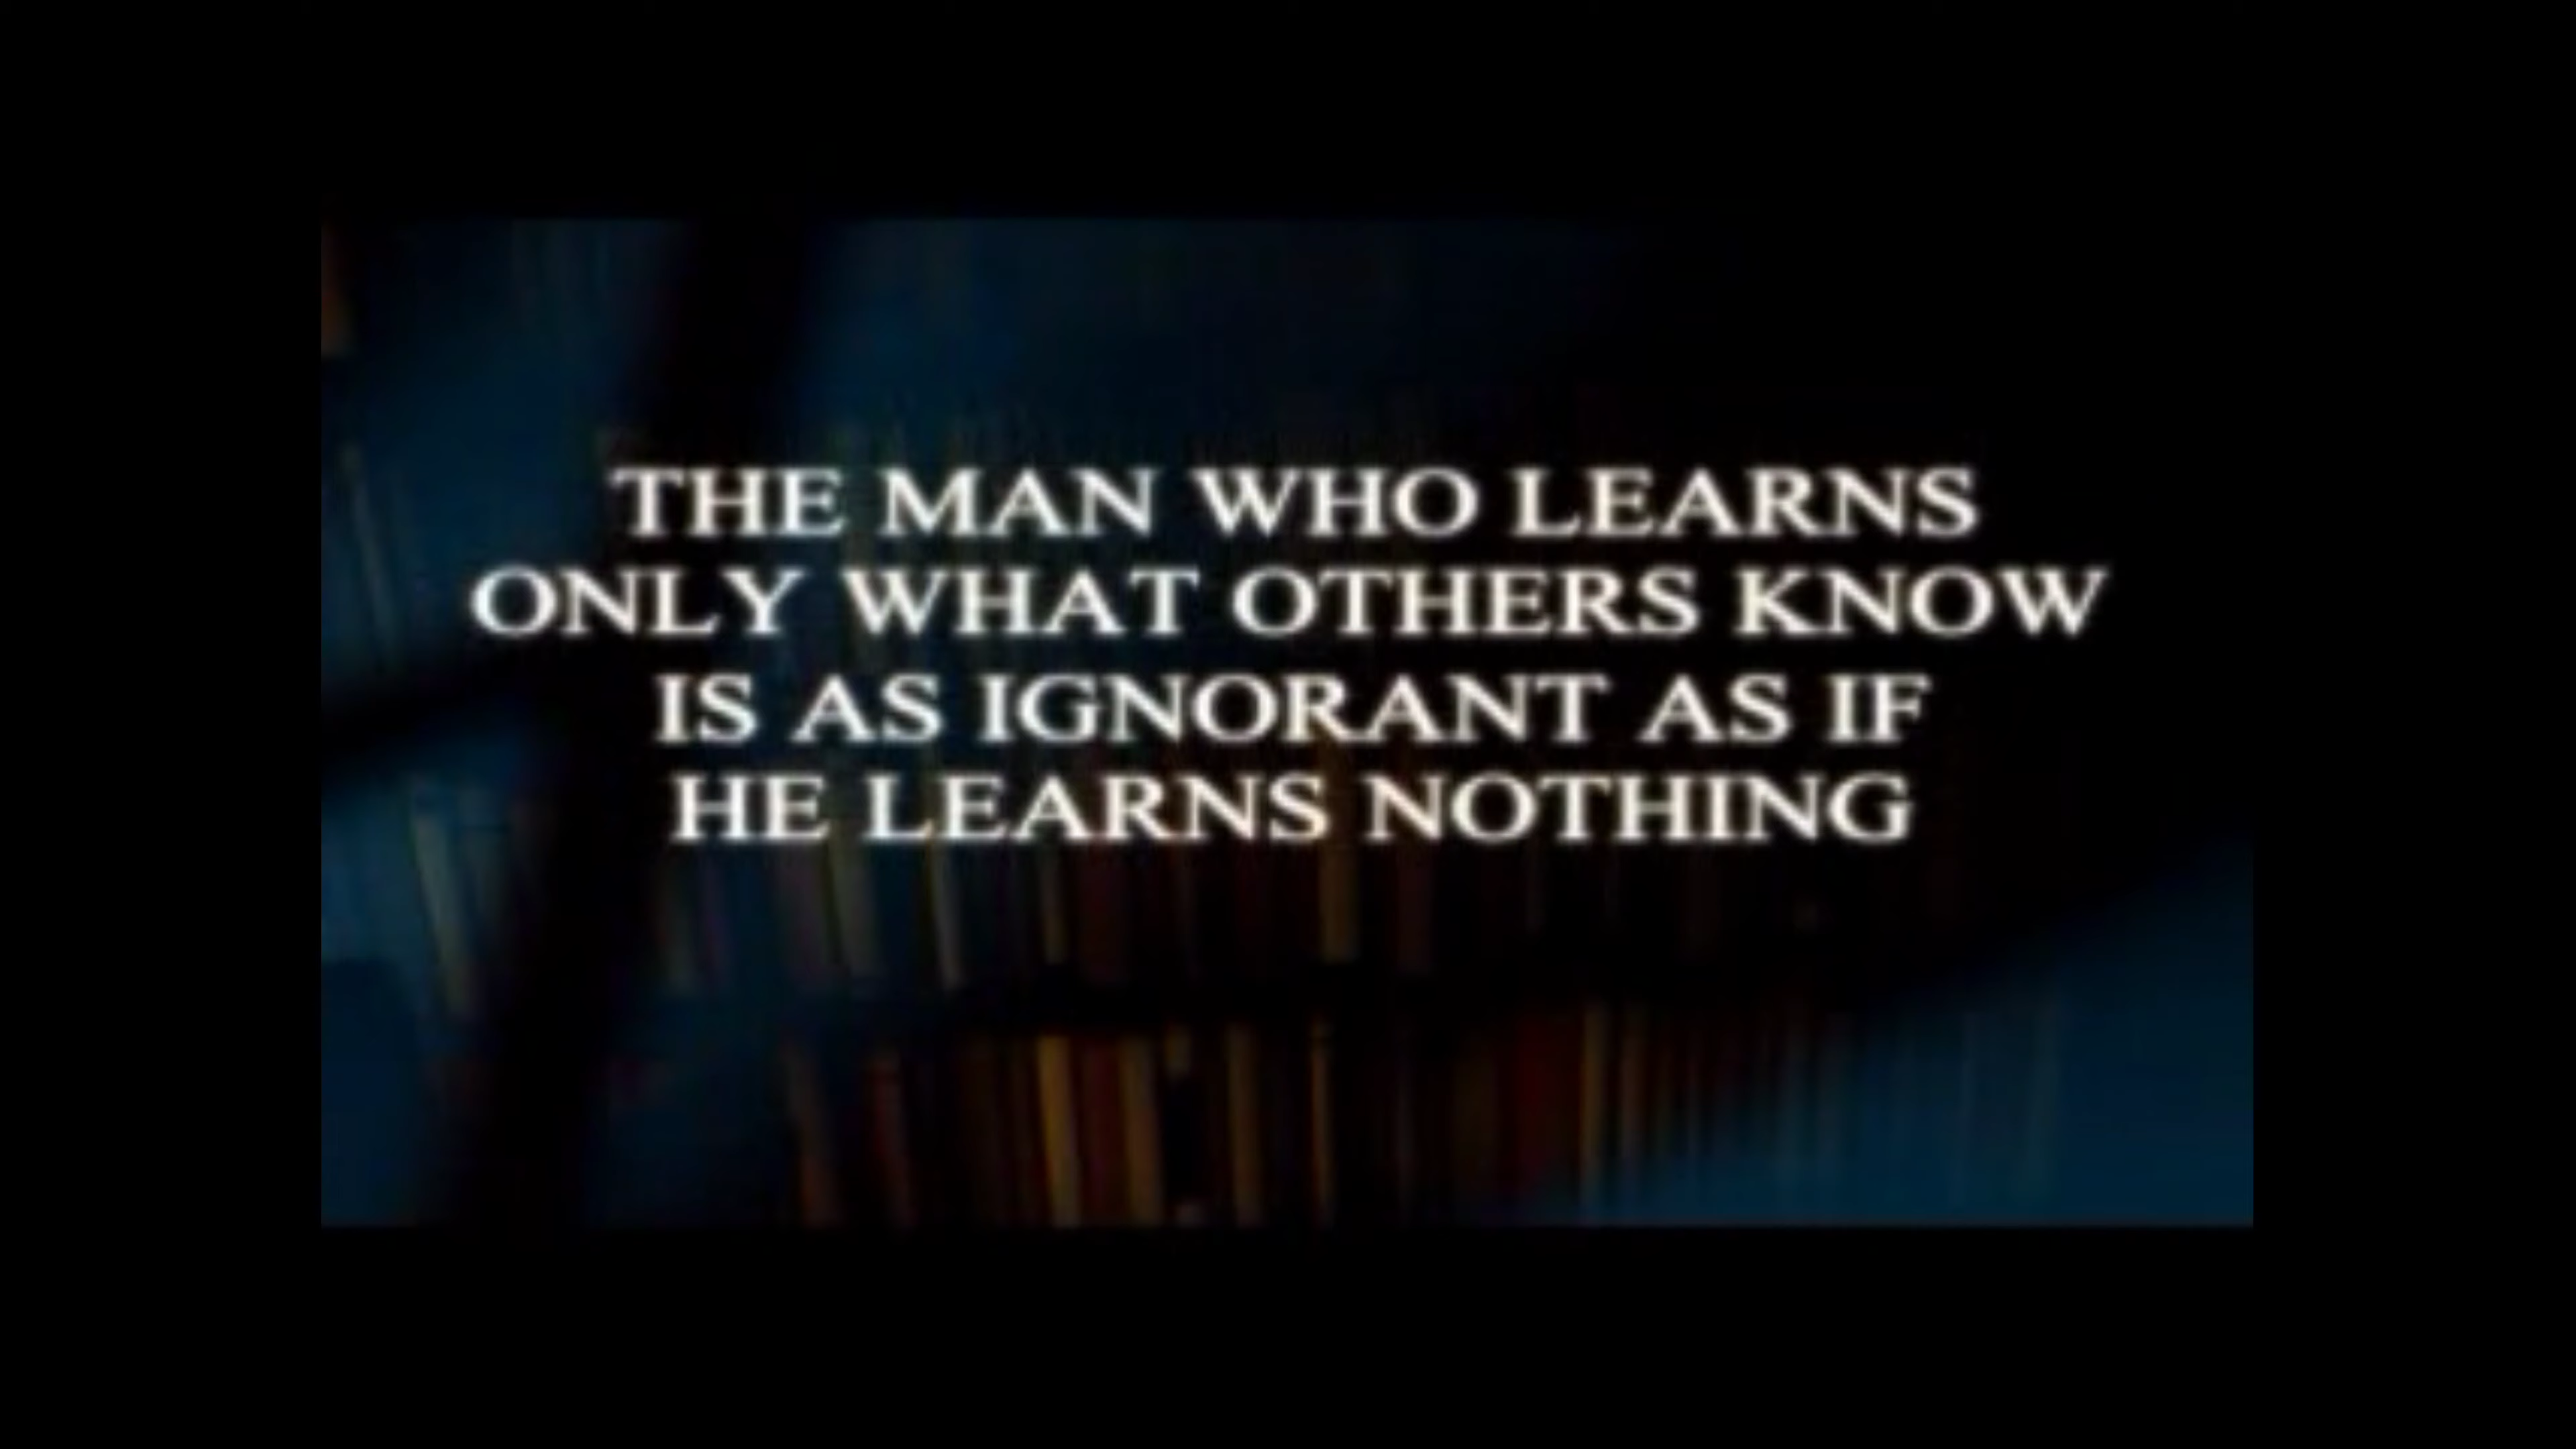 THE MAN WHO LEARNS
ONLY WHAT OTHERS KNOW
IS AS IGNORANT AS IF
HE LEARNS NOTHING